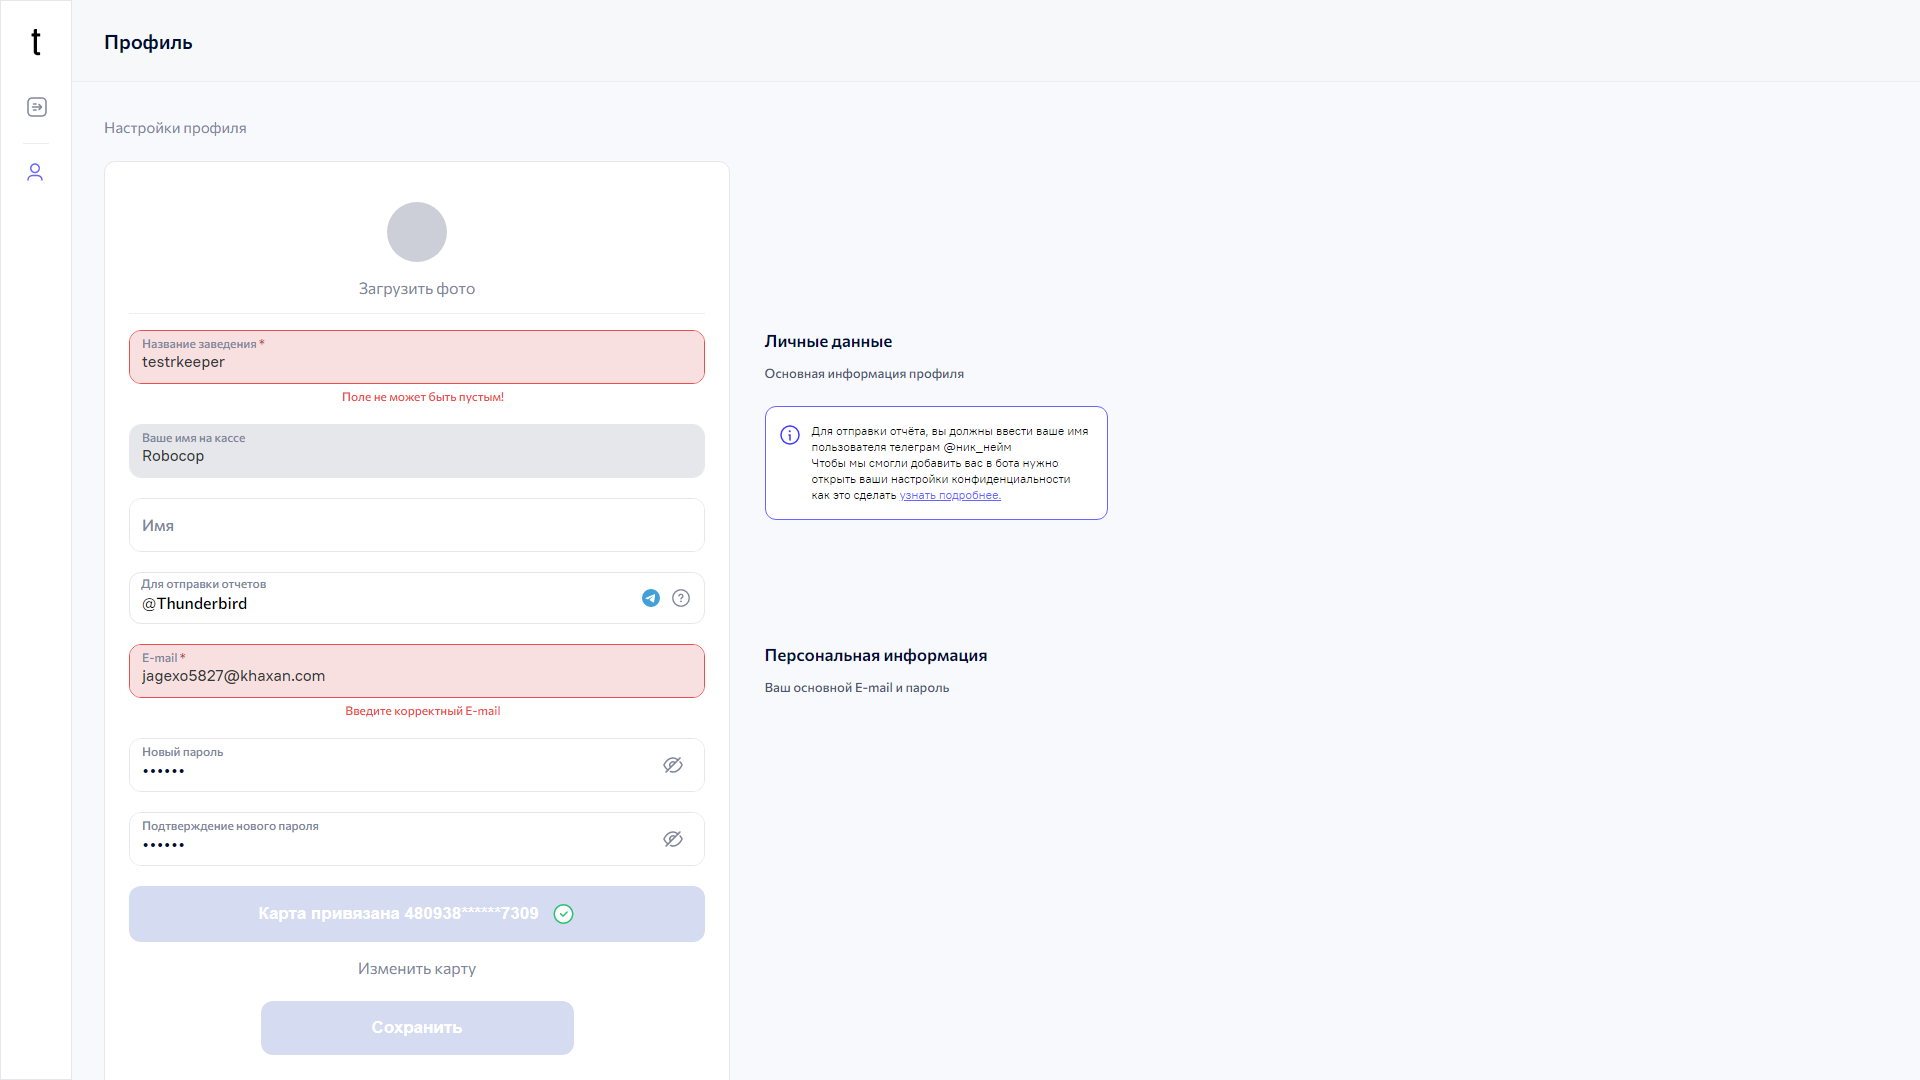 t
Профиль
Настройки профиля
Загрузить фото
Название заведения *
testrkeeper
Поле не может быть пустым!
Ваше имя на кассе
Robocop
Имя
Для отправки отчетов
@Thunderbird
E-mail *
jagexo5827@khaxan.com
Введите корректный E-mail
Новый пароль
••••••
Подтверждение нового пароля
••••••
Карта привязана 480938******7309
Изменить карту
Сохранить
Личные данные
Основная информация профиля
Для отправки отчёта, вы должны ввести ваше имя
пользователя телеграм @ник_нейм
Чтобы мы смогли добавить вас в бота нужно
открыть ваши настройки конфиденциальности
как это сделать узнать подробнее.
Персональная информация
Ваш основной E-mail и пароль